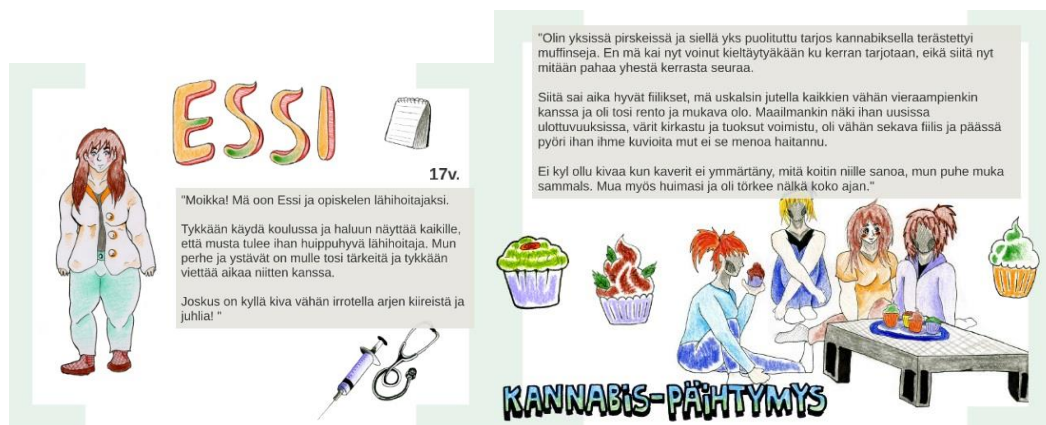 ESSI
17v.
"Moikka! Mä oon Essi ja opiskelen lähihoitajaksi.
Tykkään käydä koulussa ja haluun näyttää kaikille,
että musta tulee ihan huippuhyvä lähihoitaja. Mun
perhe ja ystävät on mulle tosi tärkeitä ja tykkään
viettää aikaa niitten kanssa.
Joskus on kyllä kiva vähän irrotella arjen kiireistä ja
juhlia! "
"Olin yksissä pirskeissä ja siellä yks puolituttu tarjos kannabiksella terästettyi
muffinseja. En mä kai nyt voinut kieltäytyäkään ku kerran tarjotaan, eikä siitä nyt
mitään pahaa yhestä kerrasta seuraa.
Siitä sai aika hyvät fiilikset, mä uskalsin jutella kaikkien vähän vieraampienkin
kanssa ja oli tosi rento ja mukava olo. Maailmankin näki ihan uusissa
ulottuvuuksissa, värit kirkastu ja tuoksut voimistu, oli vähän sekava fiilis ja päässä
pyöri ihan ihme kuvioita mut ei se menoa haitannu.
Ei kyl ollu kivaa kun kaverit ei ymmärtäny, mitä koitin niille sanoa, mun puhe muka
sammals. Mua myös huimasi ja oli törkee nälkä koko ajan."
KANNABiS-PÄiHTYMYS